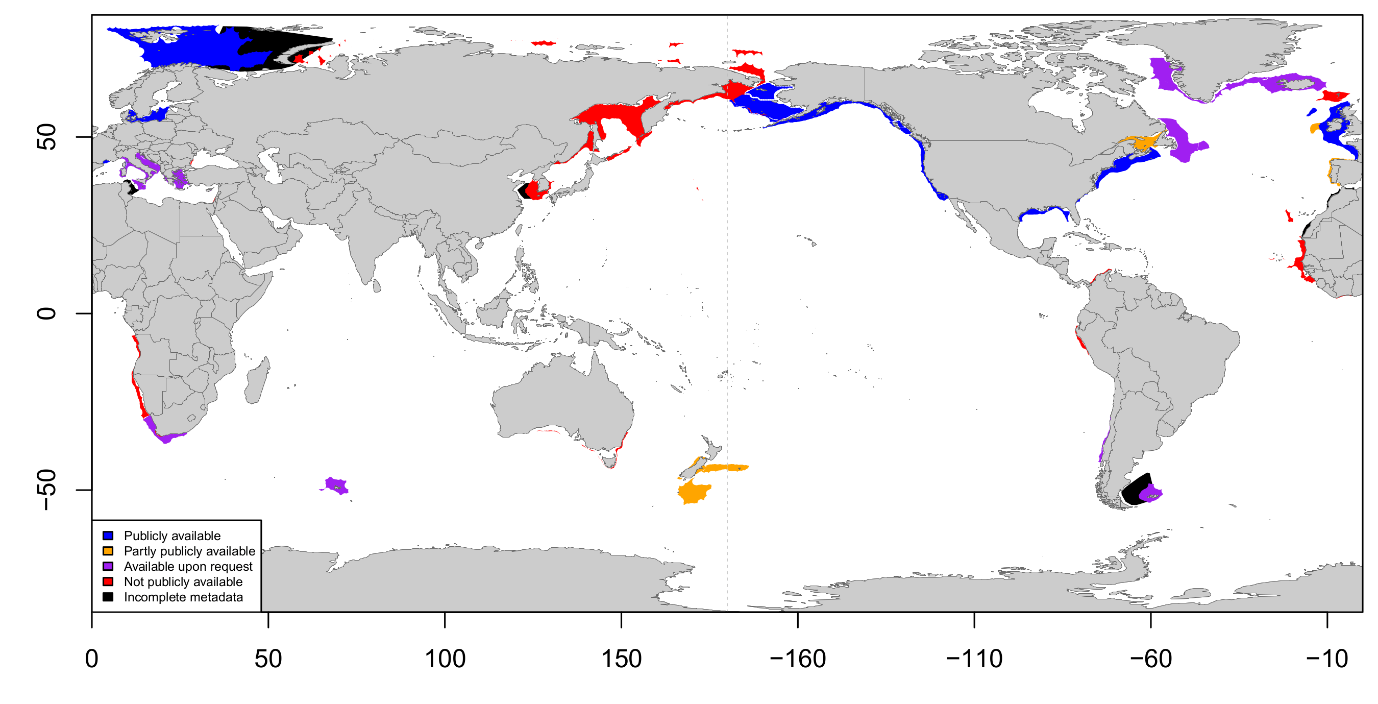 50
0
−50
Publicly available
Partly publicly available
Available upon request
Not publicly available
Incomplete metadata
0
50
100
150
−160
−110
−60
−10